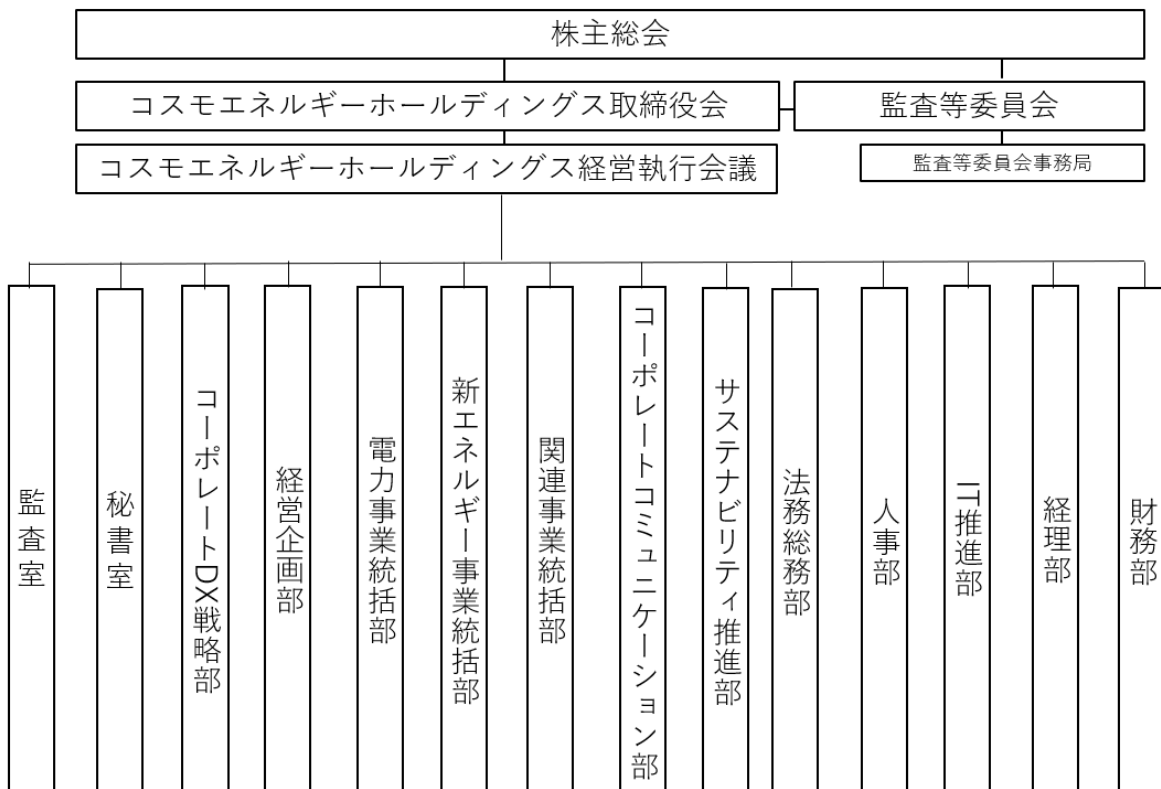 株主総会
コスモエネルギーホールディングス取締役会
監査等委員会
コスモエネルギーホールディングス経営執行会議
監査等委員会事務局
監査室
秘書室
コーポレートDX戦略部
経営企画部
電力事業統括部
新エネルギー事業統括部
関連事業統括部
コーポレートコミュニケーション部
サステナビリティ推進部
法務総務部
人事部
IT推進部
経理部
財務部